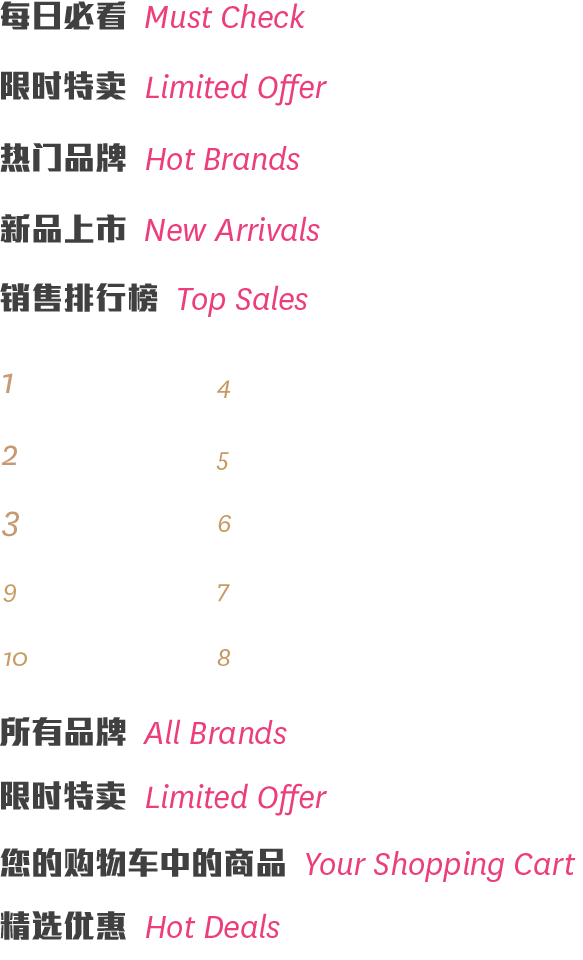 每日必看 Must Check
限时特卖 Limited Offer
热门品牌 Hot Brands
新品上市 New Arrivals
销售排行榜 Top Sales
1 4
2 5
3 6
9 7
10 8
所有品牌 All Brands
限时特卖 Limited Offer
您的购物车中的商品 Your Shopping Cart
精选优惠 Hot Deals